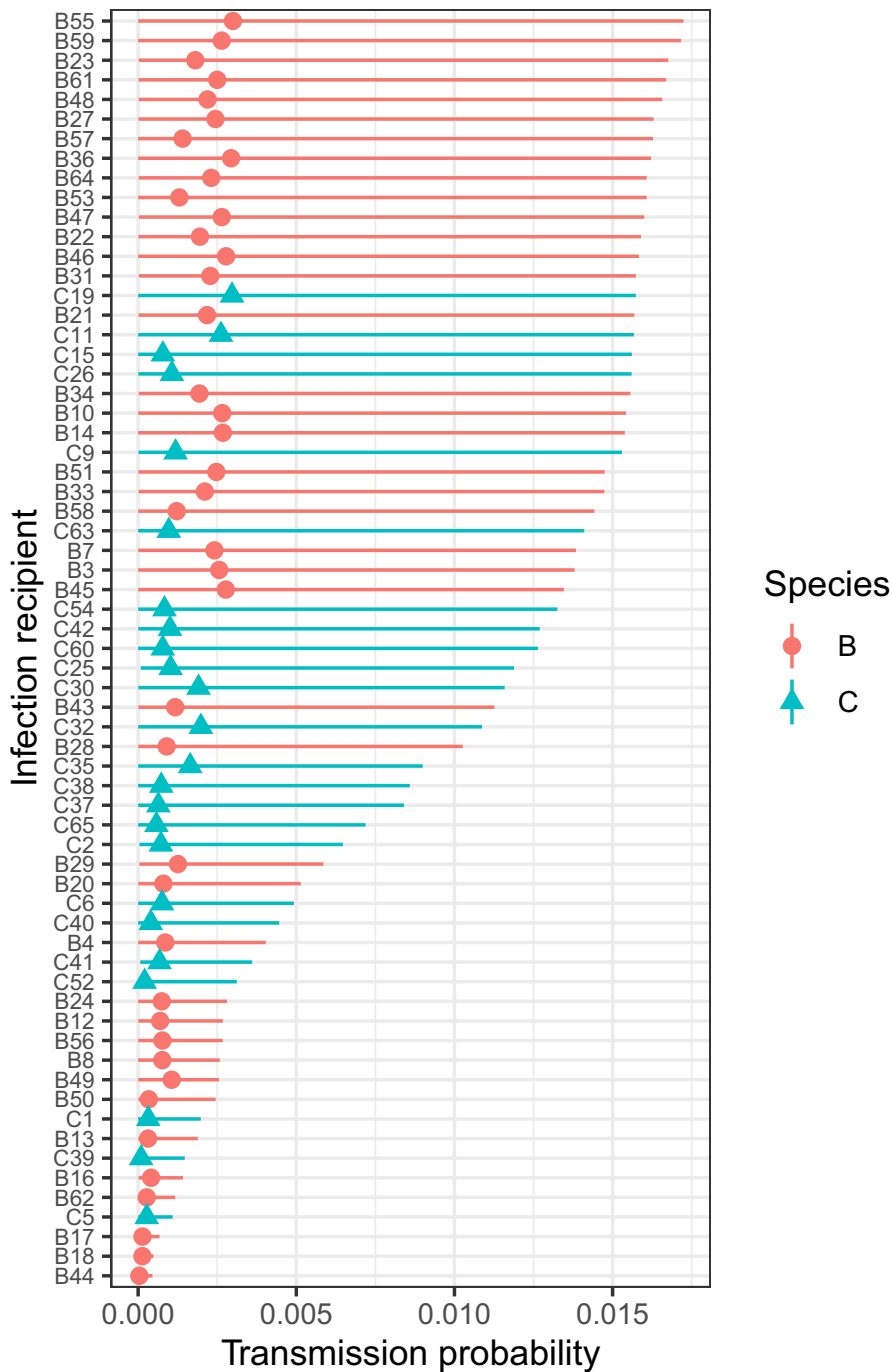 B55
B59
B23
B61
B48
B27
B57
B36
B64
B53
B47
B22
B46
B31
C19
B21
C11
C15
C26
B34
B10
B14
C9
B51
B33
B58
C63
B7
B3
B45
C54
C42
C60
C25
C30
B43
C32
B28
C35
C38
C37
C65
C2
B29
B20
C6
C40
B4
C41
C52
B24
B12
B56
B8
B49
B50
C1
B13
C39
B16
B62
C5
B17
B18
B44
Infection recipient
0.000 0.005 0.010 0.015
Transmission probability
Species
B
C